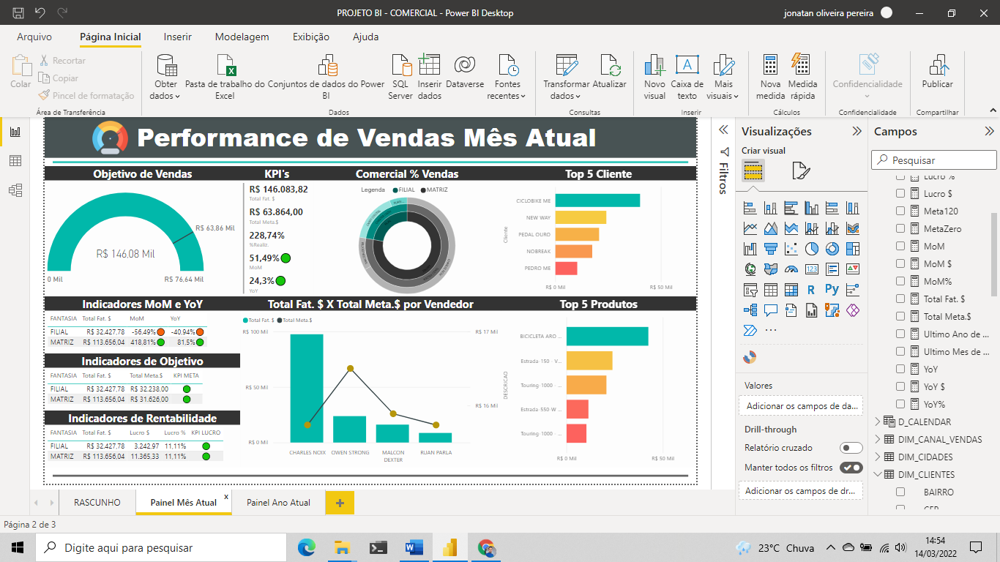 PROJETO BI - COMERCIAL - Power BI Desktop
jonatan oliveira pereira
Arquivo
Página Inicial
Inserir
Modelagem
Exibição
Ajuda
Colar
Recortar
Copiar
Pincel de formatação
Área de Transferência
Obter dados
Pasta de trabalho do Excel
Conjuntos de dados do Power BI
SQL Server
Inserir dados
Dataverse
Fontes recentes
Dados
Transformar dados
Atualizar
Consultas
Novo visual
Caixa de texto
Mais visuais
Inserir
Nova medida
Medida rápida
Cálculos
Confidencialidade
Confidencialidade
Publicar
Compartilhar
Performance de Vendas Mês Atual
Objetivo de Vendas
R$ 63,86 Mil
R$ 146,08 Mil
0 Mil
R$ 76,64 Mil
KPI's
R$ 146.083,82
Total Fat. $
R$ 63.864,00
Total Meta.$
228,74%
%Realiz.
51,49%
MoM
24,3%
YoY
Comercial % Vendas
Legenda FILIAL MATRIZ
Top 5 Cliente
Cliente
CICLOBIKE ME
NEW WAY
PEDAL OURO
NOBREAK
PEDRO ME
R$ 0 Mil
R$ 50 Mil
Indicadores MoM e YoY
FANTASIA Total Fat. $ MoM YoY
FILIAL R$ 32.427,78 -56,49% -40,94%
MATRIZ R$ 113.656,04 418,81% 81,5%
Indicadores de Objetivo
FANTASIA Total Fat. $ Total Meta.$ KPI META
FILIAL R$ 32.427,78 R$ 32.238,00
MATRIZ R$ 113.656,04 R$ 31.626,00
Indicadores de Rentabilidade
FANTASIA Total Fat. $ Lucro $ Lucro % KPI LUCRO
FILIAL R$ 32.427,78 3.242,97 11,11%
MATRIZ R$ 113.656,04 11.365,33 11,11%
Total Fat. $ X Total Meta.$ por Vendedor
Total Fat. $ Total Meta.$
R$ 100 Mil
R$ 50 Mil
R$ 0 Mil
R$ 17 Mil
R$ 16 Mil
CHARLES NOIX
OWEN STRONG
MALCON DEXTER
RUAN PARLA
Top 5 Produtos
DESCRICAO
BICICLETA ARO ...
Estrada-150 - V...
Touring-1000 - ...
Estrada-550-W ...
Touring-1000 - ...
R$ 0 Mil
R$ 50 Mil
Filtros
Visualizações
Criar visual
R
Py
Valores
Adicionar os campos de da...
Drill-through
Relatório cruzado
Manter todos os filtros
Adicionar os campos de dr...
Campos
Pesquisar
Lucro %
Lucro $
Meta120
MetaZero
MoM
MoM $
MoM%
Total Fat. $
Total Meta.$
Ultimo Ano de ...
Ultimo Mes de ...
YoY
YoY $
YoY%
D_CALENDAR
DIM_CANAL_VENDAS
DIM_CIDADES
DIM_CLIENTES
BAIRRO
CEP
RASCUNHO
Painel Mês Atual
x
Painel Ano Atual
Página 2 de 3
Digite aqui para pesquisar
23°C Chuva
14:54
14/03/2022